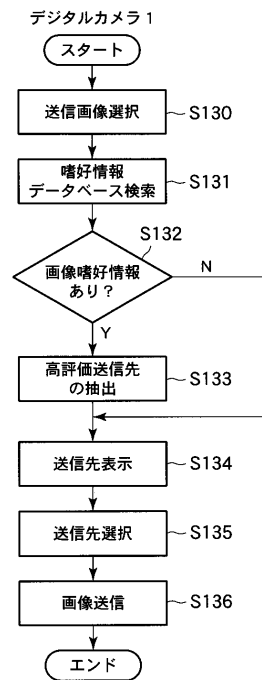 デジタルカメラ1
スタート
送信画像選択
S130
嗜好情報
データベース検索
S131
S132
画像嗜好情報
あり?
N
Y
高評価送信先
の抽出
S133
送信先表示
S134
送信先選択
S135
画像送信
S136
エンド